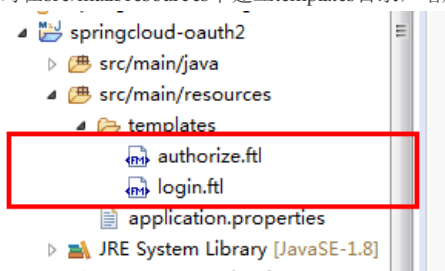 springcloud-oauth2
src/main/java
src/main/resources
templates
authorize.ftl
login.ftl
application.properties
JRE System Library [JavaSE-1.8]